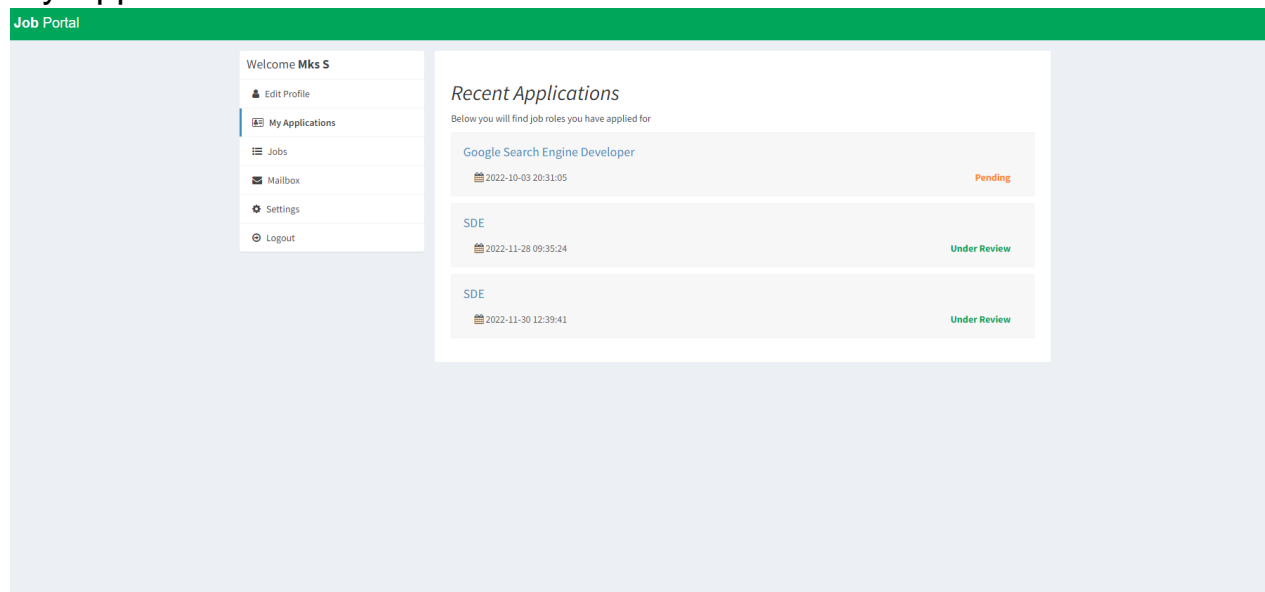 Job Portal
Welcome Mks S
Edit Profile
My Applications
Jobs
Mailbox
Settings
Logout
Recent Applications
Below you will find job roles you have applied for
Google Search Engine Developer
2022-10-03 20:31:05 Pending
SDE
2022-11-28 09:35:24 Under Review
SDE
2022-11-30 12:39:41 Under Review